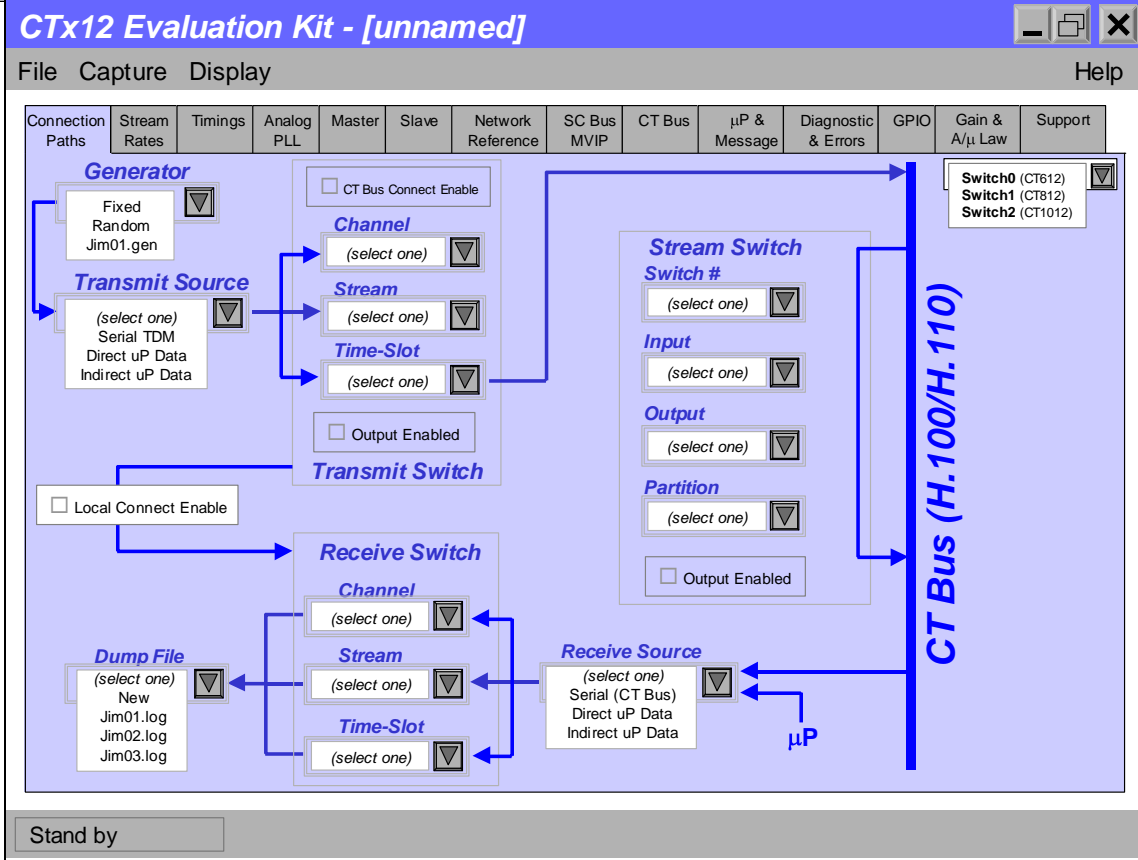 CTx12 Evaluation Kit - [unnamed]
File Capture Display Help
Connection Paths
Stream Rates
Timings
Analog PLL
Master
Slave
Network Reference
SC Bus MVIP
CT Bus
μP & Message
Diagnostic & Errors
GPIO
Gain & A/μ Law
Support
Generator
Fixed
Random
Jim01.gen
Transmit Source
(select one)
Serial TDM
Direct uP Data
Indirect uP Data
CT Bus Connect Enable
Channel
(select one)
Stream
(select one)
Time-Slot
(select one)
Output Enabled
Transmit Switch
Local Connect Enable
Stream Switch
Switch #
(select one)
Input
(select one)
Output
(select one)
Partition
(select one)
Output Enabled
Switch0 (CT612)
Switch1 (CT812)
Switch2 (CT1012)
CT Bus (H.100/H.110)
Receive Switch
Channel
(select one)
Stream
(select one)
Time-Slot
(select one)
Dump File
(select one)
New
Jim01.log
Jim02.log
Jim03.log
Receive Source
(select one)
Serial (CT Bus)
Direct uP Data
Indirect uP Data
μP
Stand by